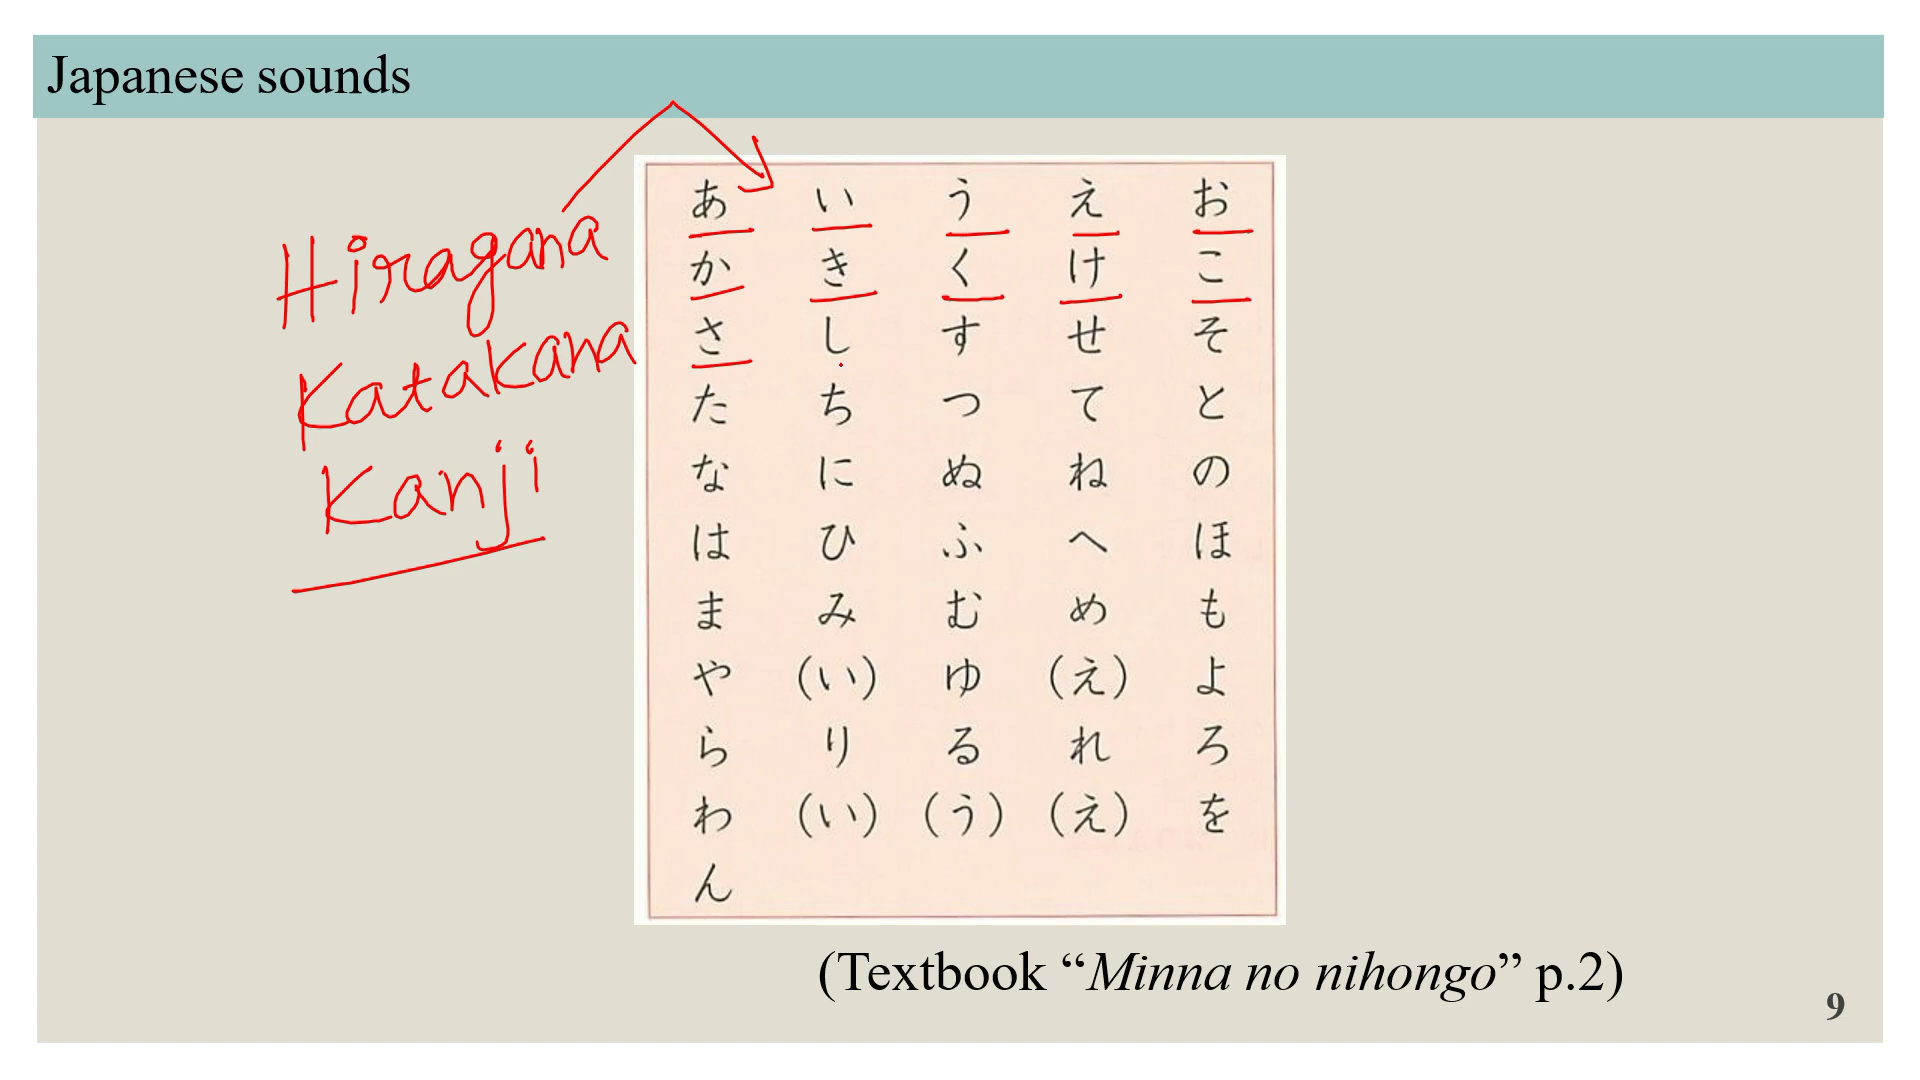 Japanese sounds
Hiragana
Katakana
Kanji
あ い う え お
か き く け こ
さ し す せ そ
た ち つ て と
な に ぬ ね の
は ひ ふ へ ほ
ま み む め も
や (い) ゆ (え) よ
ら り る れ ろ
わ (い) (う) (え) を
ん
(Textbook “Minna no nihongo” p.2)
9